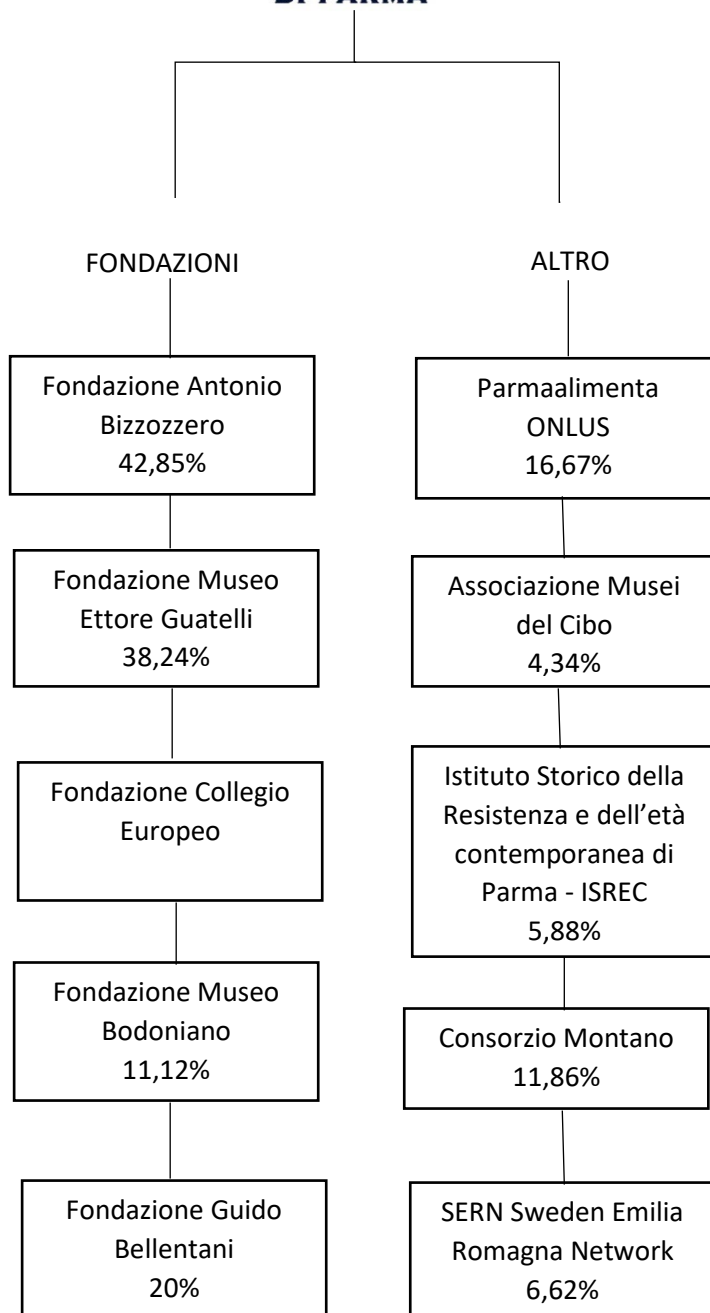 DI PARMA
FONDAZIONI
Fondazione Antonio
Bizzozzero
42,85%
Fondazione Museo
Ettore Guatelli
38,24%
Fondazione Collegio
Europeo
Fondazione Museo
Bodoniano
11,12%
Fondazione Guido
Bellentani
20%
ALTRO
Parmaalimenta
ONLUS
16,67%
Associazione Musei
del Cibo
4,34%
Istituto Storico della
Resistenza e dell’età
contemporanea di
Parma - ISREC
5,88%
Consorzio Montano
11,86%
SERN Sweden Emilia
Romagna Network
6,62%